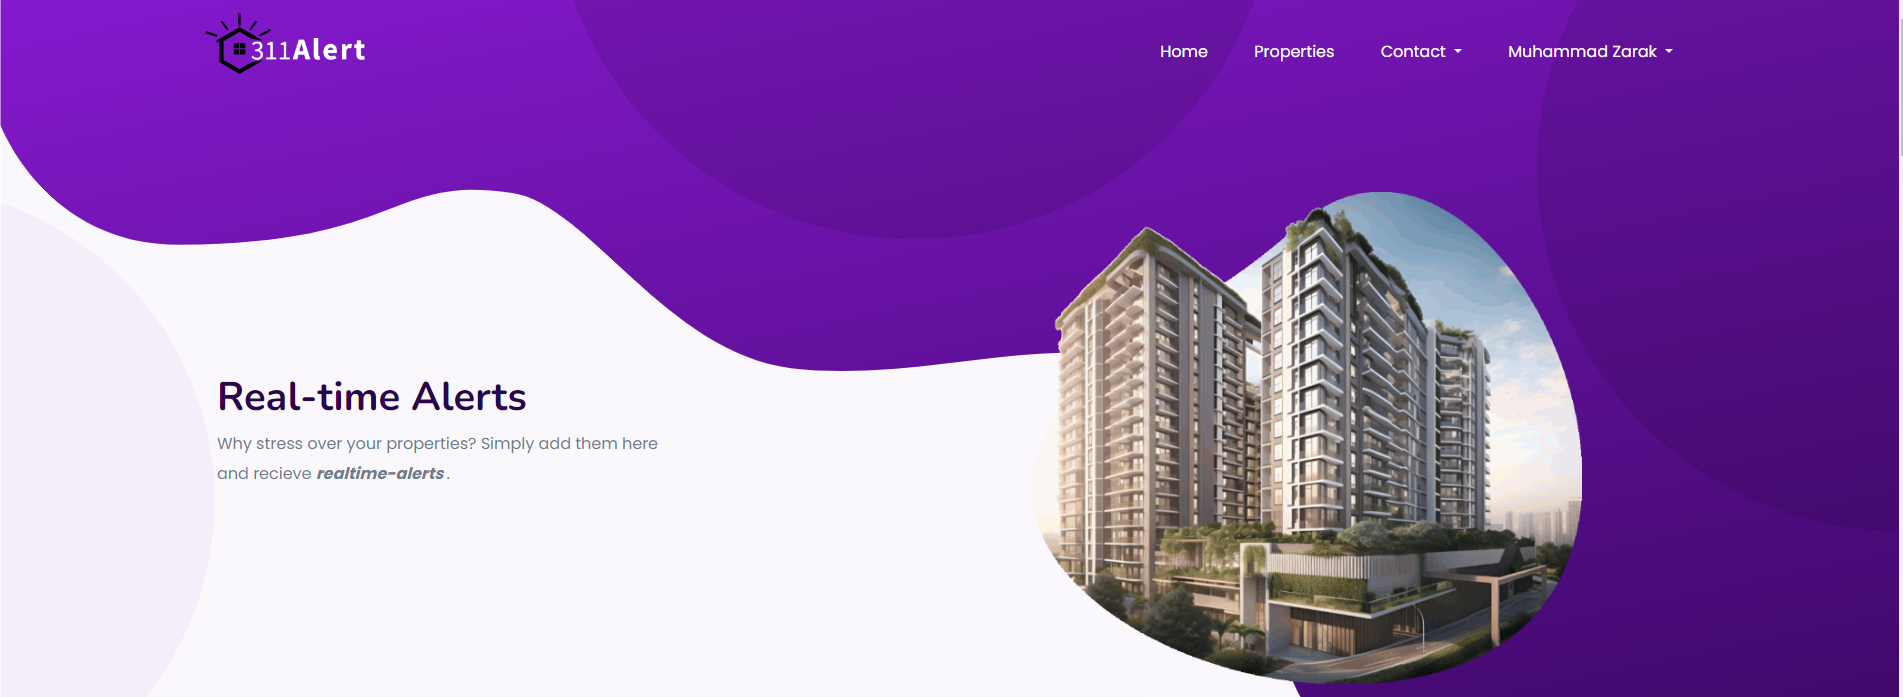 311Alert
Home Properties Contact Muhammad Zarak
Real-time Alerts
Why stress over your properties? Simply add them here
and recieve realtime-alerts .